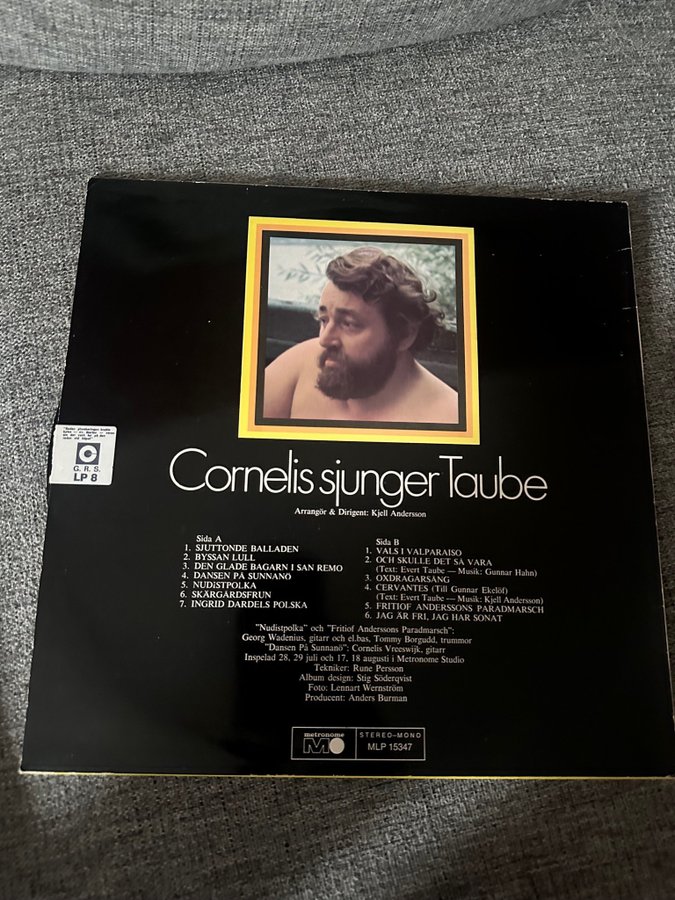 G. R. S.
LP 8
Cornelis sjunger Taube
Arrangör & Dirigent: Kjell Andersson
Sida A
1. SJUTTONDE BALLADEN
2. BYSSAN LULL
3. DEN GLADE BAGARN I SAN REMO
4. DANSEN PÅ SUNNANÖ
5. NUDISTPOLKA
6. SKÄRGÅRDSFRUN
7. INGRID DARDELS POLSKA
Sida B
1. VALS I VALPARAISO
2. OCH SKULLE DET SÅ VARA
(Text: Evert Taube — Musik: Gunnar Hahn)
3. OXDRAGARSÅNG
4. CERVANTES (Till Gunnar Ekelöf)
(Text: Evert Taube — Musik: Kjell Andersson)
5. FRITIOF ANDERSSONS PARADMARSCH
6. JAG ÄR FRI, JAG HAR SONAT
"Nudistpolka" och "Fritiof Anderssons Paradmarsch":
Georg Wadenius, gitarr och el.bas, Tommy Borgudd, trummor
"Dansen På Sunnanö": Cornelis Vreeswijk, gitarr
Inspelad 28, 29 juli och 17, 18 augusti i Metronome Studio
Tekniker: Rune Persson
Album design: Stig Söderqvist
Foto: Lennart Wernström
Producent: Anders Burman
metronome
STEREO-MONO
MLP 15347